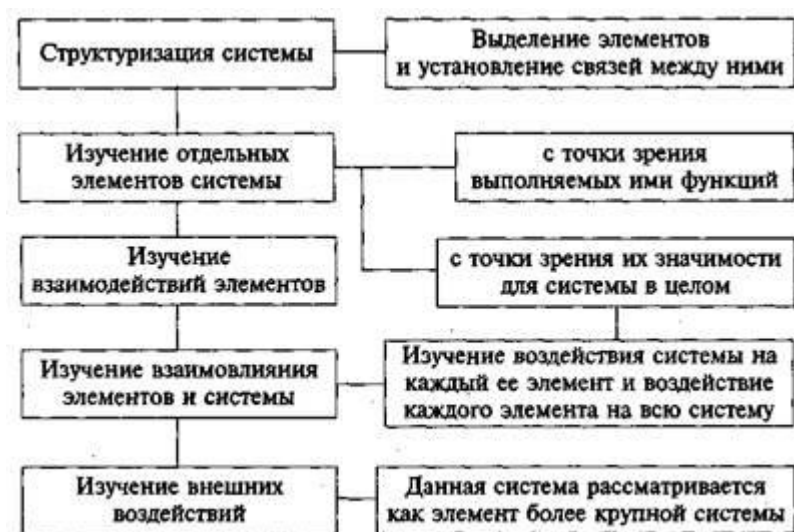 Структуризация системы
Выделение элементов
и установление связей между ними
Изучение отдельных
элементов системы
с точки зрения
выполняемых ими функций
Изучение
взаимодействий элементов
с точки зрения их значимости
для системы в целом
Изучение взаимовлияния
элементов и системы
Изучение воздействия системы на
каждый ее элемент и воздействие
каждого элемента на всю систему
Изучение внешних
воздействий
Данная система рассматривается
как элемент более крупной системы